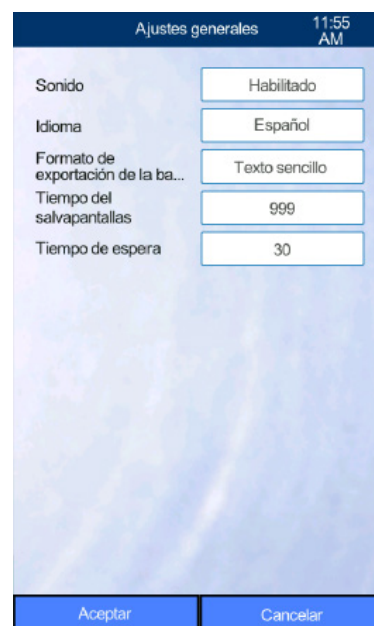 Ajustes generales
11:55
AM
Sonido
Habilitado
Idioma
Español
Formato de
exportación de la ba...
Texto sencillo
Tiempo del
salvapantallas
999
Tiempo de espera
30
Aceptar
Cancelar